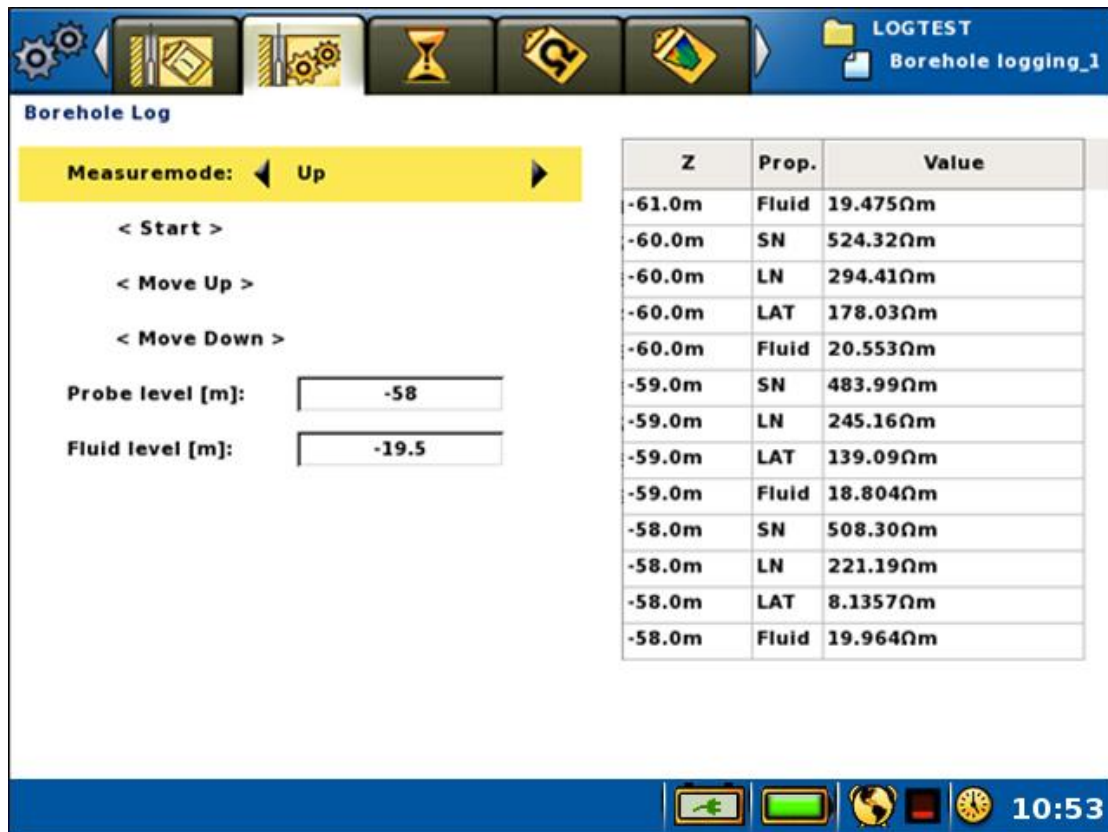 LOGTEST
Borehole logging_1
Borehole Log
Measuremode: Up
< Start >
< Move Up >
< Move Down >
Probe level [m]: -58
Fluid level [m]: -19.5
Z Prop. Value
-61.0m Fluid 19.475Ωm
-60.0m SN 524.32Ωm
-60.0m LN 294.41Ωm
-60.0m LAT 178.03Ωm
-60.0m Fluid 20.553Ωm
-59.0m SN 483.99Ωm
-59.0m LN 245.16Ωm
-59.0m LAT 139.09Ωm
-59.0m Fluid 18.804Ωm
-58.0m SN 508.30Ωm
-58.0m LN 221.19Ωm
-58.0m LAT 8.1357Ωm
-58.0m Fluid 19.964Ωm
10:53